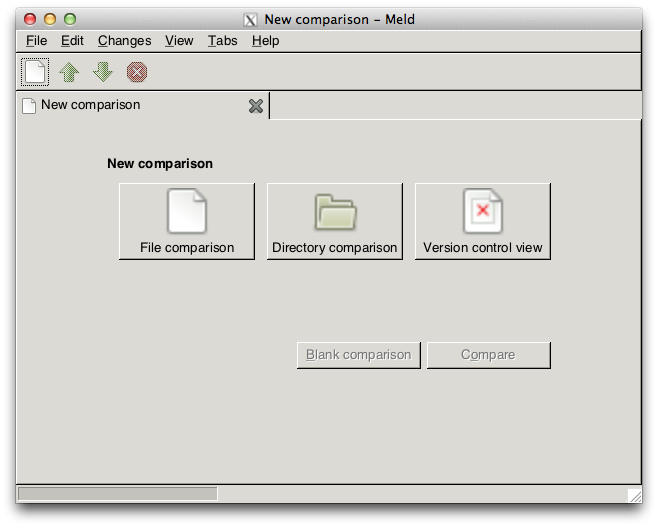 New comparison – Meld
File Edit Changes View Tabs Help
New comparison
New comparison
File comparison Directory comparison Version control view
Blank comparison Compare